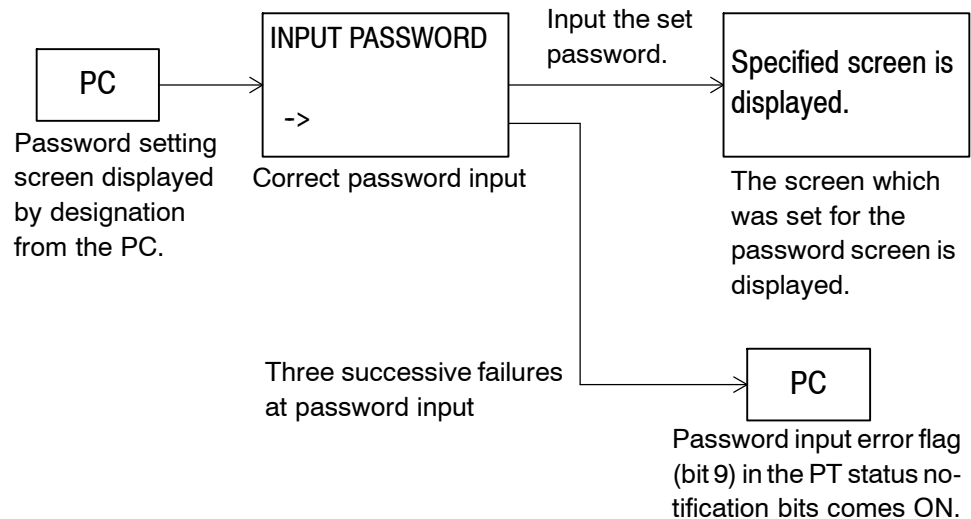 PC
Password setting
screen displayed
by designation
from the PC.
INPUT PASSWORD
->
Correct password input
Input the set
password.
Specified screen is
displayed.
The screen which
was set for the
password screen is
displayed.
Three successive failures
at password input
PC
Password input error flag
(bit 9) in the PT status no-
tification bits comes ON.